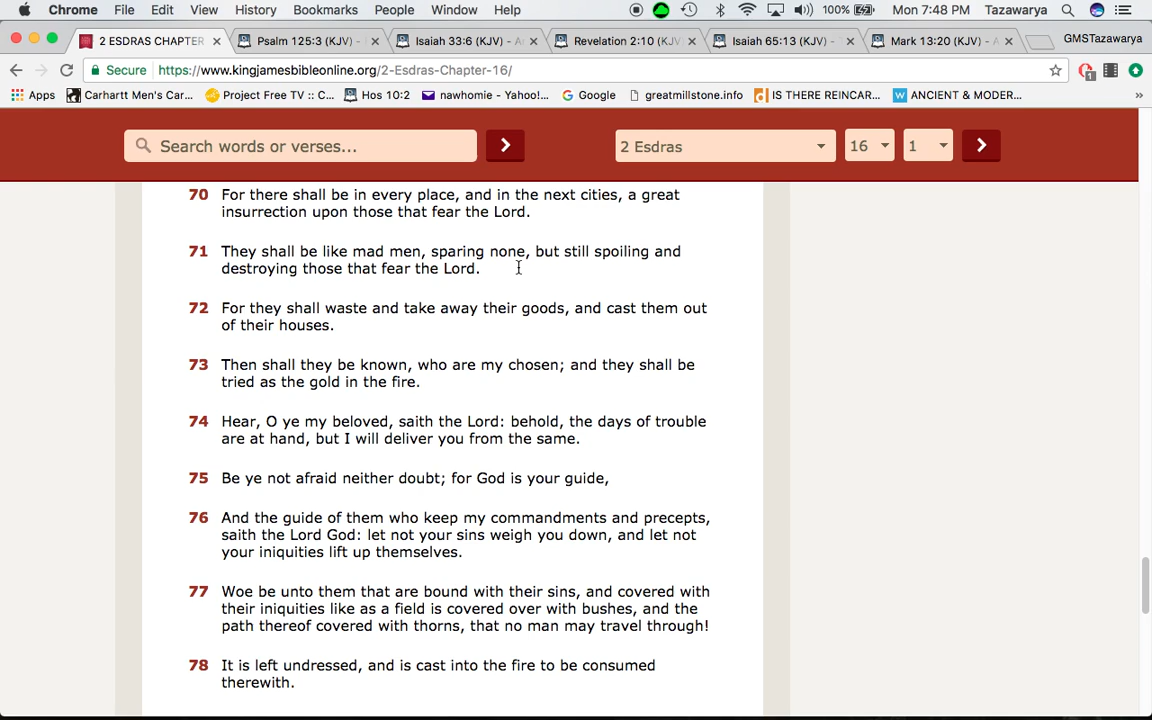 Chrome File Edit View History Bookmarks People Window Help 100% Mon 7:48 PM Tazawarya
2 ESDRAS CHAPTER Psalm 125:3 (KJV) - Isaiah 33:6 (KJV) - A Revelation 2:10 (KJV) Isaiah 65:13 (KJV) - Mark 13:20 (KJV) - A GMSTazawarya
Secure https://www.kingjamesbibleonline.org/2-Esdras-Chapter-16/ 1
Apps Carhartt Men's Car... Project Free TV :: C... Hos 10:2 nawhomie - Yahoo!... Google greatmillstone.info IS THERE REINCAR... ANCIENT & MODER... »
Search words or verses... 2 Esdras 16 1
70 For there shall be in every place, and in the next cities, a great
insurrection upon those that fear the Lord.
71 They shall be like mad men, sparing none, but still spoiling and
destroying those that fear the Lord.
72 For they shall waste and take away their goods, and cast them out
of their houses.
73 Then shall they be known, who are my chosen; and they shall be
tried as the gold in the fire.
74 Hear, O ye my beloved, saith the Lord: behold, the days of trouble
are at hand, but I will deliver you from the same.
75 Be ye not afraid neither doubt; for God is your guide,
76 And the guide of them who keep my commandments and precepts,
saith the Lord God: let not your sins weigh you down, and let not
your iniquities lift up themselves.
77 Woe be unto them that are bound with their sins, and covered with
their iniquities like as a field is covered over with bushes, and the
path thereof covered with thorns, that no man may travel through!
78 It is left undressed, and is cast into the fire to be consumed
therewith.